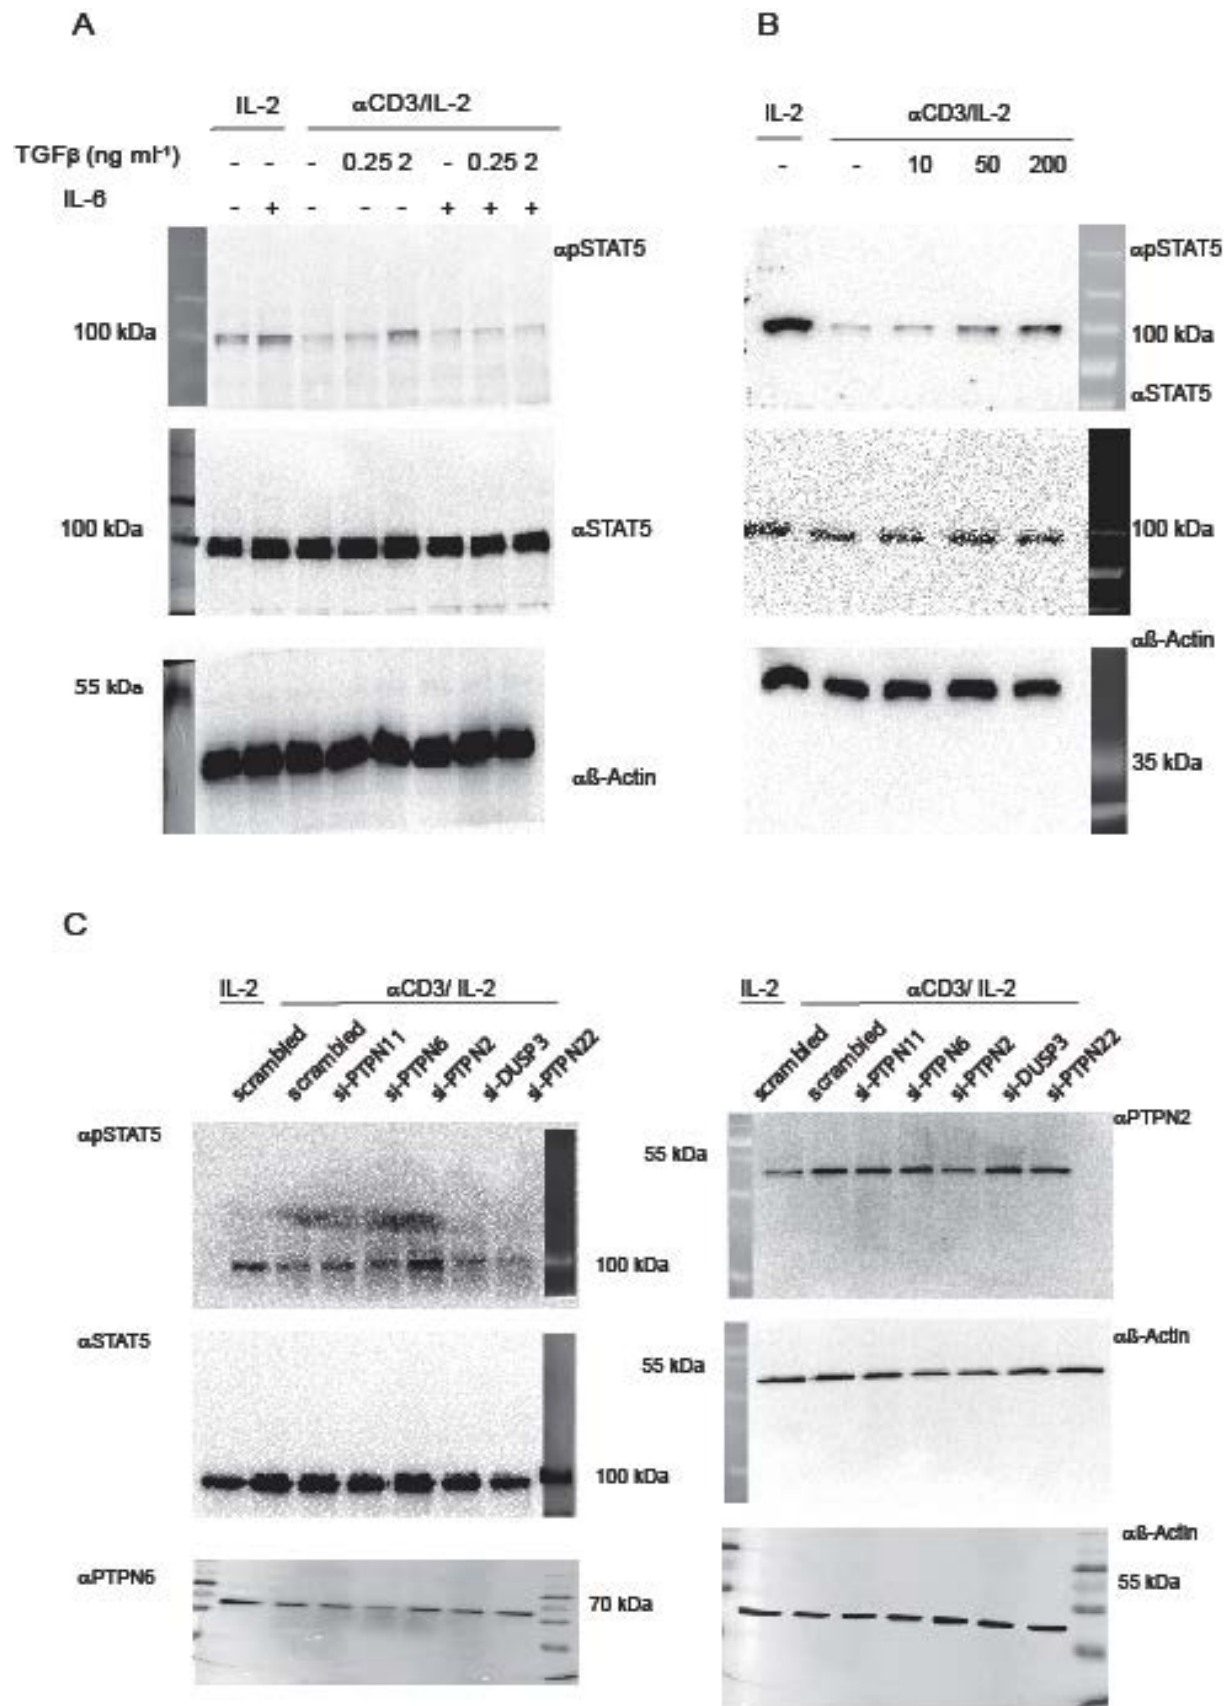 A
IL-2 αCD3/IL-2
TGFβ (ng ml⁻¹) - - - 0.25 2 - 0.25 2
IL-6 - + - - - + + +
αpSTAT5
100 kDa
100 kDa
αSTAT5
55 kDa
αß-Actin
B
IL-2 αCD3/IL-2
- - 10 50 200
αpSTAT5
100 kDa
αSTAT5
100 kDa
αß-Actin
35 kDa
C
IL-2 αCD3/ IL-2
scrambled scrambled si-PTPN11 si-PTPN6 si-PTPN2 si-DUSP3 si-PTPN22
αpSTAT5
100 kDa
αSTAT5
100 kDa
αPTPN6
70 kDa
IL-2 αCD3/ IL-2
scrambled scrambled si-PTPN11 si-PTPN6 si-PTPN2 si-DUSP3 si-PTPN22
αPTPN2
55 kDa
αß-Actin
55 kDa
αß-Actin
55 kDa